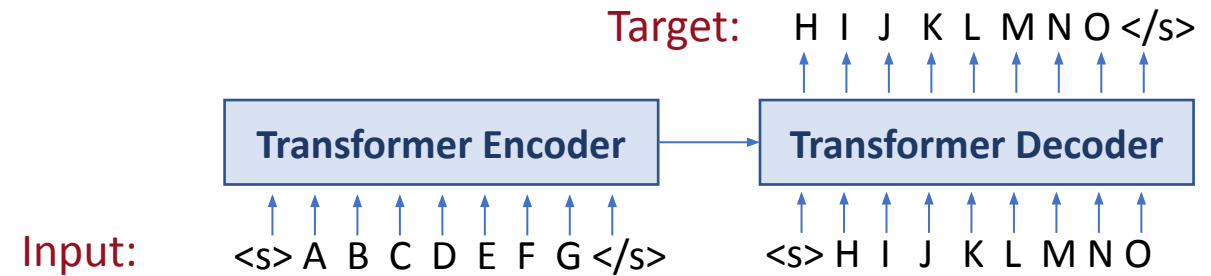 Target: H I J K L M N O </s>
Transformer Encoder Transformer Decoder
Input: <s> A B C D E F G </s> <s> H I J K L M N O